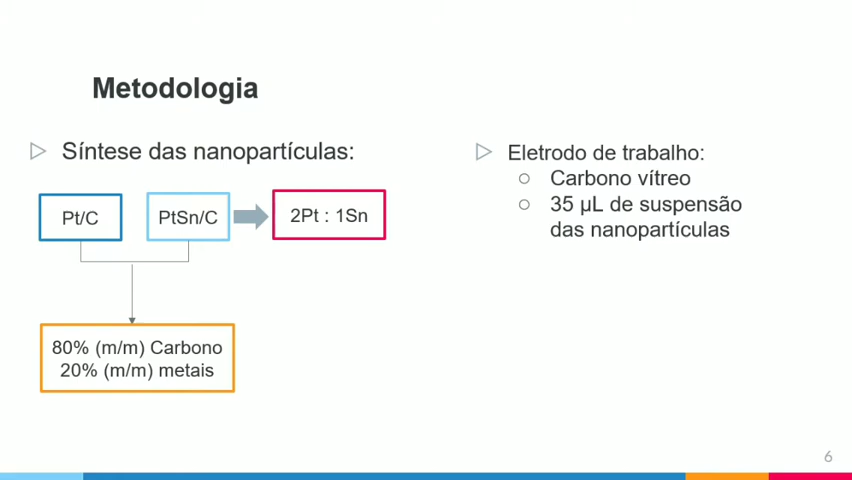 Metodologia
Síntese das nanopartículas:
Pt/C
PtSn/C
2Pt : 1Sn
80% (m/m) Carbono
20% (m/m) metais
Eletrodo de trabalho:
Carbono vítreo
35 µL de suspensão
das nanopartículas
6